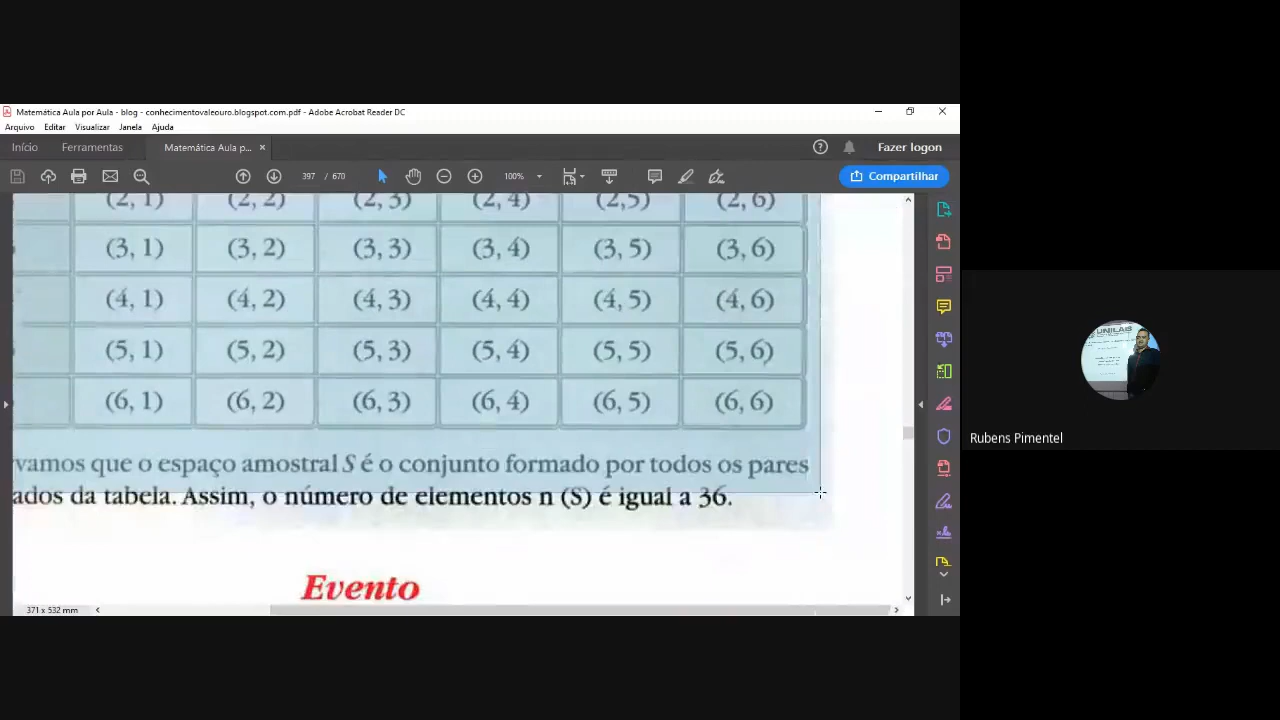 Matemática Aula por Aula - blog - conhecimentovaleouro.blogspot.com.pdf - Adobe Acrobat Reader DC
Arquivo Editar Visualizar Janela Ajuda
Início Ferramentas Matemática Aula p... × Fazer logon
397 / 670 100% Compartilhar
(2, 1) (2, 2) (2, 3) (2, 4) (2,5) (2, 6)
(3, 1) (3, 2) (3, 3) (3, 4) (3, 5) (3, 6)
(4, 1) (4, 2) (4, 3) (4, 4) (4, 5) (4, 6)
(5, 1) (5, 2) (5, 3) (5, 4) (5, 5) (5, 6)
(6, 1) (6, 2) (6, 3) (6, 4) (6, 5) (6, 6)
vamos que o espaço amostral S é o conjunto formado por todos os pares
ados da tabela. Assim, o número de elementos n (S) é igual a 36.
Evento
371 x 532 mm
UNILAB
Rubens Pimentel